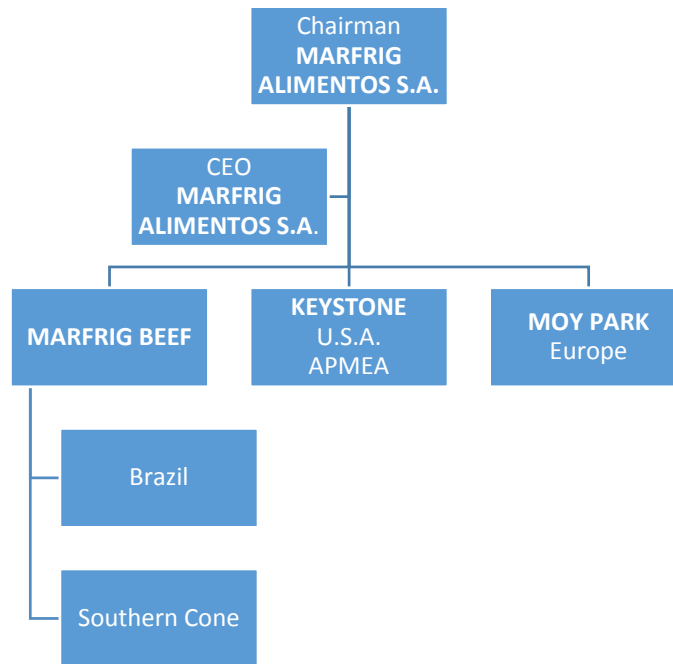 Chairman
MARFRIG
ALIMENTOS S.A.
CEO
MARFRIG
ALIMENTOS S.A.
MARFRIG BEEF
KEYSTONE
U.S.A.
APMEA
MOY PARK
Europe
Brazil
Southern Cone